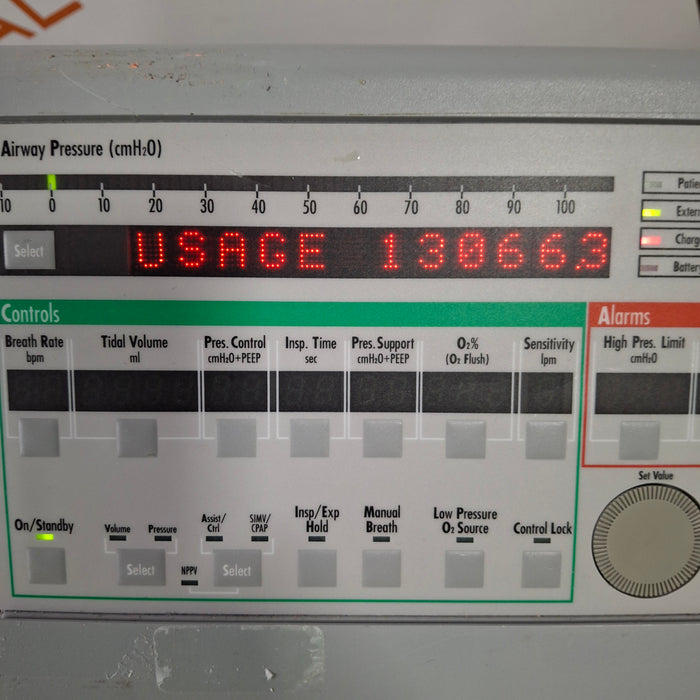 AL
Airway Pressure (cmH2O)
10 0 10 20 30 40 50 60 70 80 90 100
Select
USAGE 13066.3
Controls
Alarms
Breath Rate
bpm
Tidal Volume
ml
Pres. Control
cmH2O+PEEP
Insp. Time
sec
Pres. Support
cmH2O+PEEP
O2%
(O2 Flush)
Sensitivity
lpm
High Pres. Limit
cmH2O
Set Value
On/Standby
Volume
Pressure
Select
NPPV
Assist/
Ctrl
SIMV/
CPAP
Select
Insp/Exp
Hold
Manual
Breath
Low Pressure
O2 Source
Control Lock